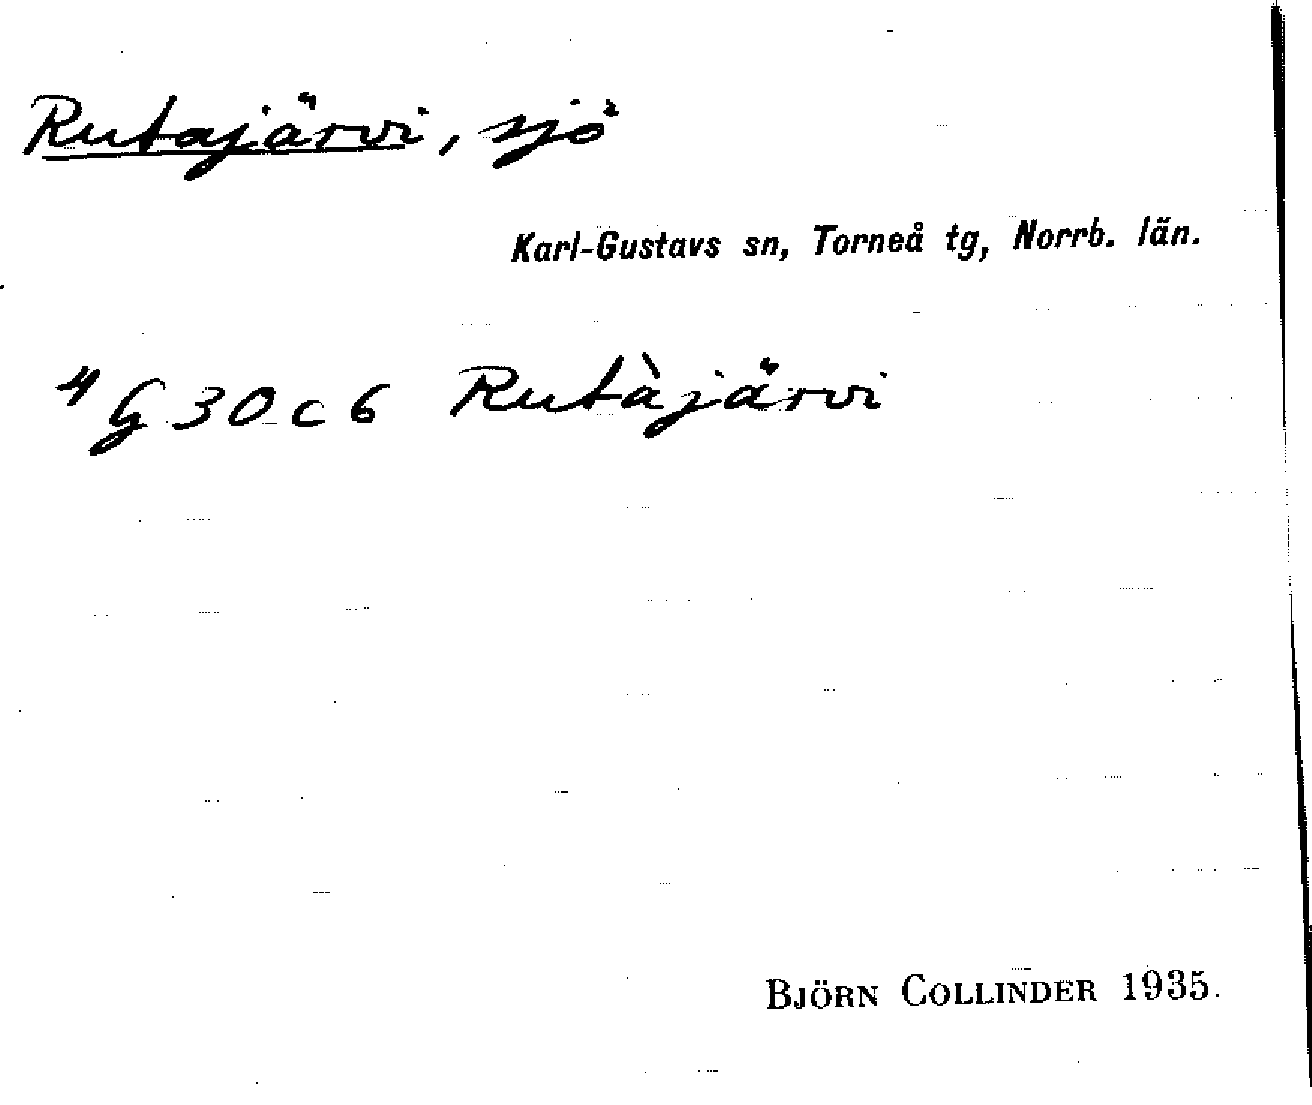 Rutajärvi, sjö
Karl-Gustavs sn, Torneå tg, Norrb. län.
4 G 30 c 6 Rutàjärvi
BJÖRN COLLINDER 1935.